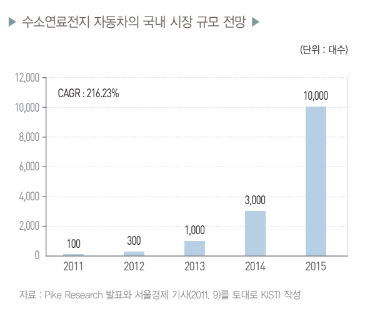 ▶ 수소연료전지 자동차의 국내 시장 규모 전망 ▶
(단위 : 대수)
12,000
CAGR : 216.23%
10,000
10,000
8,000
6,000
4,000
3,000
2,000
1,000
300
100
0
2011 2012 2013 2014 2015
자료 : Pike Research 발표와 서울경제 기사(2011. 9)를 토대로 KISTI 작성